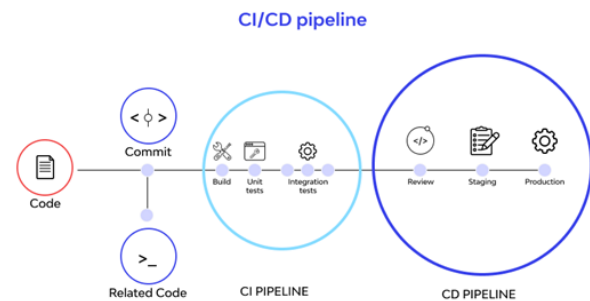 CI/CD pipeline
< >
Commit
Code
>_
Related Code
Build
Unit
tests
Integration
tests
CI PIPELINE
</>
Review
Staging
Production
CD PIPELINE